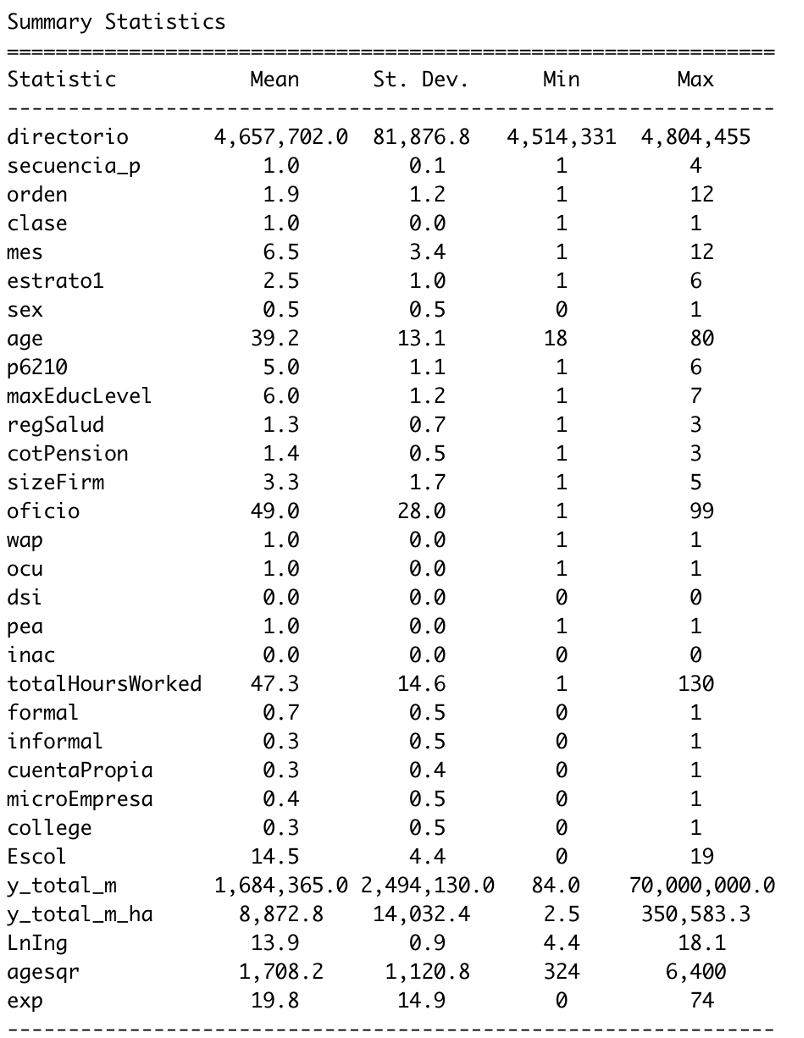 Summary Statistics
================================================================
Statistic Mean St. Dev. Min Max
----------------------------------------------------------------
directorio 4,657,702.0 81,876.8 4,514,331 4,804,455
secuencia_p 1.0 0.1 1 4
orden 1.9 1.2 1 12
clase 1.0 0.0 1 1
mes 6.5 3.4 1 12
estrato1 2.5 1.0 1 6
sex 0.5 0.5 0 1
age 39.2 13.1 18 80
p6210 5.0 1.1 1 6
maxEducLevel 6.0 1.2 1 7
regSalud 1.3 0.7 1 3
cotPension 1.4 0.5 1 3
sizeFirm 3.3 1.7 1 5
oficio 49.0 28.0 1 99
wap 1.0 0.0 1 1
ocu 1.0 0.0 1 1
dsi 0.0 0.0 0 0
pea 1.0 0.0 1 1
inac 0.0 0.0 0 0
totalHoursWorked 47.3 14.6 1 130
formal 0.7 0.5 0 1
informal 0.3 0.5 0 1
cuentaPropia 0.3 0.4 0 1
microEmpresa 0.4 0.5 0 1
college 0.3 0.5 0 1
Escol 14.5 4.4 0 19
y_total_m 1,684,365.0 2,494,130.0 84.0 70,000,000.0
y_total_m_ha 8,872.8 14,032.4 2.5 350,583.3
LnIng 13.9 0.9 4.4 18.1
agesqr 1,708.2 1,120.8 324 6,400
exp 19.8 14.9 0 74
----------------------------------------------------------------